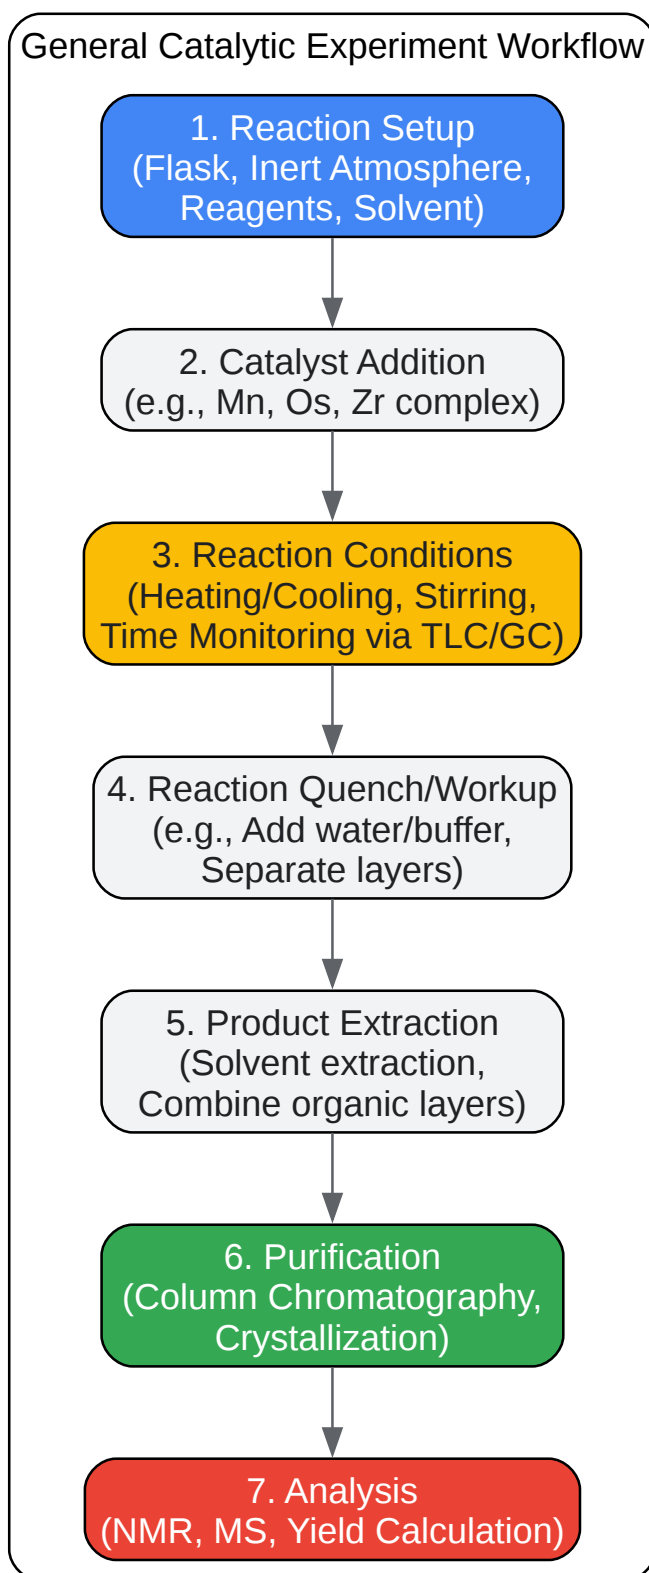 General Catalytic Experiment Workflow
1. Reaction Setup
(Flask, Inert Atmosphere,
Reagents, Solvent)
2. Catalyst Addition
(e.g., Mn, Os, Zr complex)
3. Reaction Conditions
(Heating/Cooling, Stirring,
Time Monitoring via TLC/GC)
4. Reaction Quench/Workup
(e.g., Add water/buffer,
Separate layers)
5. Product Extraction
(Solvent extraction,
Combine organic layers)
6. Purification
(Column Chromatography,
Crystallization)
7. Analysis
(NMR, MS, Yield Calculation)